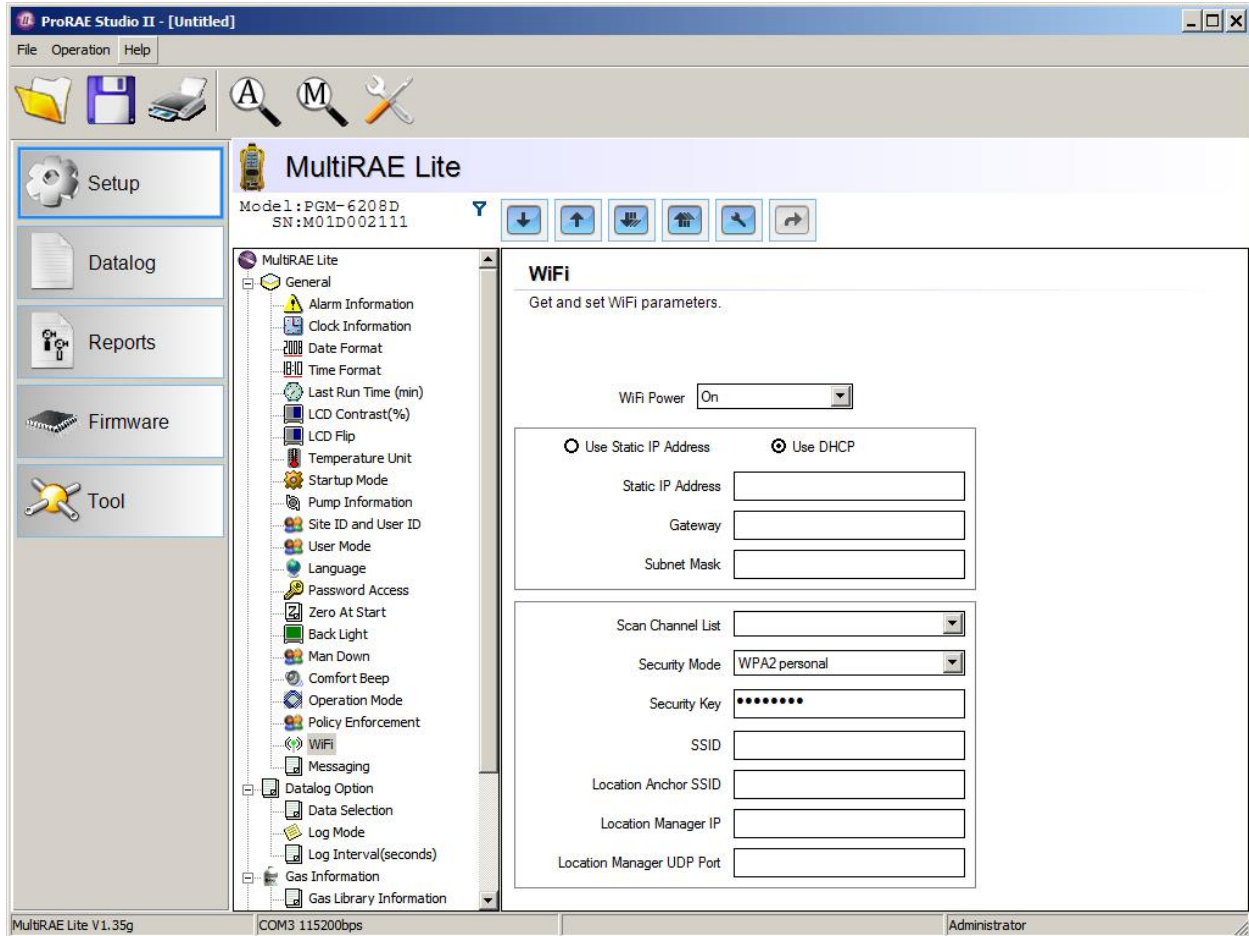 ProRAE Studio II - [Untitled]
File Operation Help
A M
Setup
Datalog
Reports
Firmware
Tool
MultiRAE Lite
Model:PGM-6208D
SN:M01D002111
MultiRAE Lite
General
Alarm Information
Clock Information
Date Format
Time Format
Last Run Time (min)
LCD Contrast(%)
LCD Flip
Temperature Unit
Startup Mode
Pump Information
Site ID and User ID
User Mode
Language
Password Access
Zero At Start
Back Light
Man Down
Comfort Beep
Operation Mode
Policy Enforcement
WiFi
Messaging
Datalog Option
Data Selection
Log Mode
Log Interval(seconds)
Gas Information
Gas Library Information
WiFi
Get and set WiFi parameters.
WiFi Power On
Use Static IP Address Use DHCP
Static IP Address
Gateway
Subnet Mask
Scan Channel List
Security Mode WPA2 personal
Security Key ••••••••
SSID
Location Anchor SSID
Location Manager IP
Location Manager UDP Port
MultiRAE Lite V1.35g COM3 115200bps Administrator